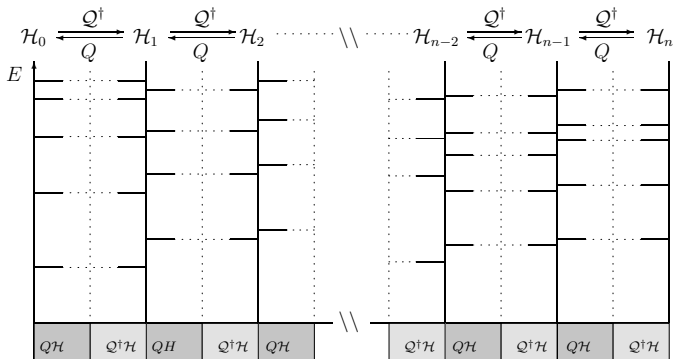 𝒬† 𝒬† 𝒬† 𝒬†
ℋ₀ ℋ₁ ℋ₂ ········ \\ ······ ℋₙ₋₂ ℋₙ₋₁ ℋₙ
Q Q Q Q
E
\\
Qℋ 𝒬†ℋ QH 𝒬†ℋ Qℋ 𝒬†ℋ Qℋ 𝒬†ℋ Qℋ 𝒬†ℋ